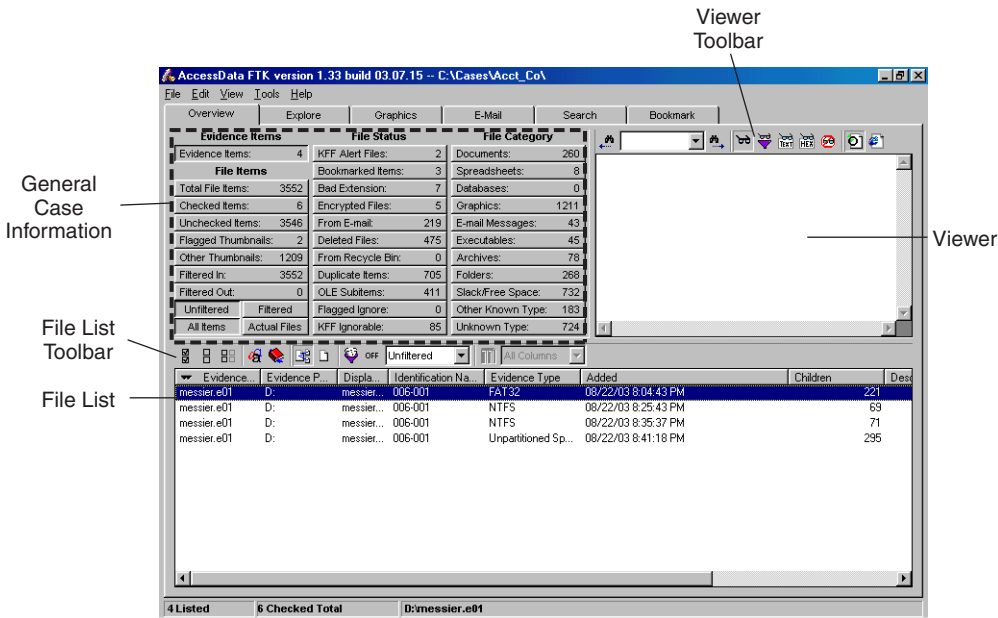 Viewer
Toolbar
AccessData FTK version 1.33 build 03.07.15 -- C:\Cases\Acct_Co\
File Edit View Tools Help
Overview Explore Graphics E-Mail Search Bookmark
Evidence Items File Status File Category
Evidence Items: 4 KFF Alert Files: 2 Documents: 260
File Items Bookmarked Items: 3 Spreadsheets: 8
Total File Items: 3552 Bad Extension: 7 Databases: 0
Checked Items: 6 Encrypted Files: 5 Graphics: 1211
Unchecked Items: 3546 From E-mail: 219 E-mail Messages: 43
Flagged Thumbnails: 2 Deleted Files: 475 Executables: 45
Other Thumbnails: 1209 From Recycle Bin: 0 Archives: 78
Filtered In: 3552 Duplicate Items: 705 Folders: 268
Filtered Out: 0 OLE Subitems: 411 Slack/Free Space: 732
Unfiltered Filtered Flagged Ignore: 0 Other Known Type: 183
All Items Actual Files KFF Ignorable: 85 Unknown Type: 724
TEXT HEX
General
Case
Information
Viewer
File List
Toolbar
OFF Unfiltered All Columns
File List
Evidence... Evidence P... Displa... Identification Na... Evidence Type Added Children Desc
messier.e01 D: messier... 006-001 FAT32 08/22/03 8:04:43 PM 221
messier.e01 D: messier... 006-001 NTFS 08/22/03 8:25:43 PM 69
messier.e01 D: messier... 006-001 NTFS 08/22/03 8:35:37 PM 71
messier.e01 D: messier... 006-001 Unpartitioned Sp... 08/22/03 8:41:18 PM 295
4 Listed 6 Checked Total D:\messier.e01